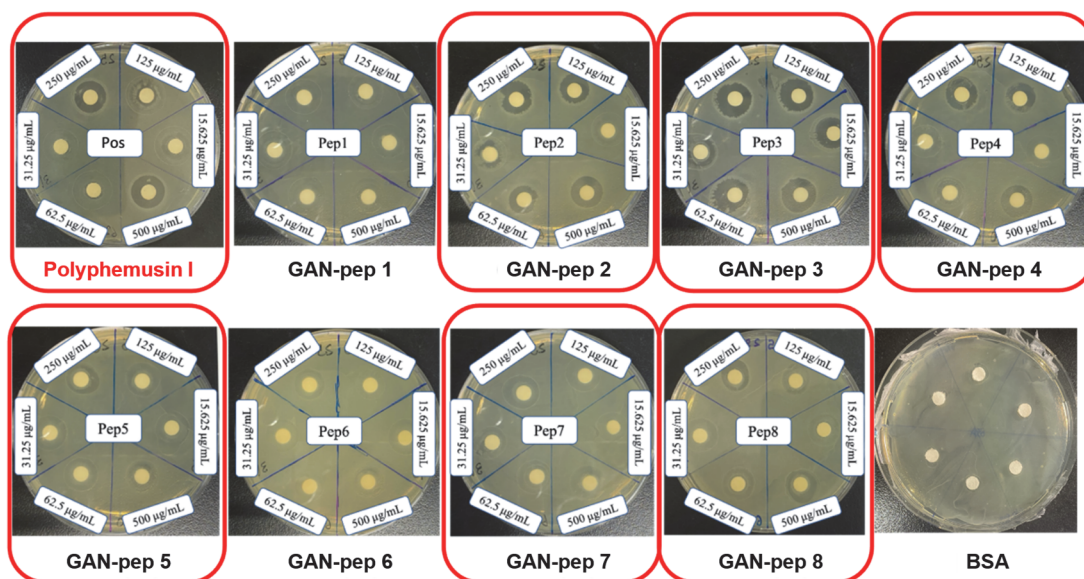 250 µg/mL
125 µg/mL
31.25 µg/mL
Pos
15.625 µg/mL
62.5 µg/mL
500 µg/mL
Polyphemusin I
250 µg/mL
125 µg/mL
31.25 µg/mL
Pep1
15.625 µg/mL
62.5 µg/mL
500 µg/mL
GAN-pep 1
250 µg/mL
125 µg/mL
31.25 µg/mL
Pep2
15.625 µg/mL
62.5 µg/mL
500 µg/mL
GAN-pep 2
250 µg/mL
125 µg/mL
31.25 µg/mL
Pep3
15.625 µg/mL
62.5 µg/mL
500 µg/mL
GAN-pep 3
250 µg/mL
125 µg/mL
31.25 µg/mL
Pep4
15.625 µg/mL
62.5 µg/mL
500 µg/mL
GAN-pep 4
250 µg/mL
125 µg/mL
31.25 µg/mL
Pep5
15.625 µg/mL
62.5 µg/mL
500 µg/mL
GAN-pep 5
250 µg/mL
125 µg/mL
31.25 µg/mL
Pep6
15.625 µg/mL
62.5 µg/mL
500 µg/mL
GAN-pep 6
250 µg/mL
125 µg/mL
31.25 µg/mL
Pep7
15.625 µg/mL
62.5 µg/mL
500 µg/mL
GAN-pep 7
250 µg/mL
125 µg/mL
31.25 µg/mL
Pep8
15.625 µg/mL
62.5 µg/mL
500 µg/mL
GAN-pep 8
BSA